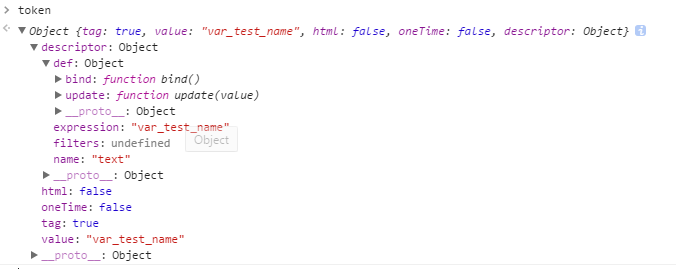 > token
Object {tag: true, value: "var_test_name", html: false, oneTime: false, descriptor: Object} i
descriptor: Object
def: Object
bind: function bind()
update: function update(value)
__proto__: Object
expression: "var_test_name"
filters: undefined Object
name: "text"
__proto__: Object
html: false
oneTime: false
tag: true
value: "var_test_name"
__proto__: Object